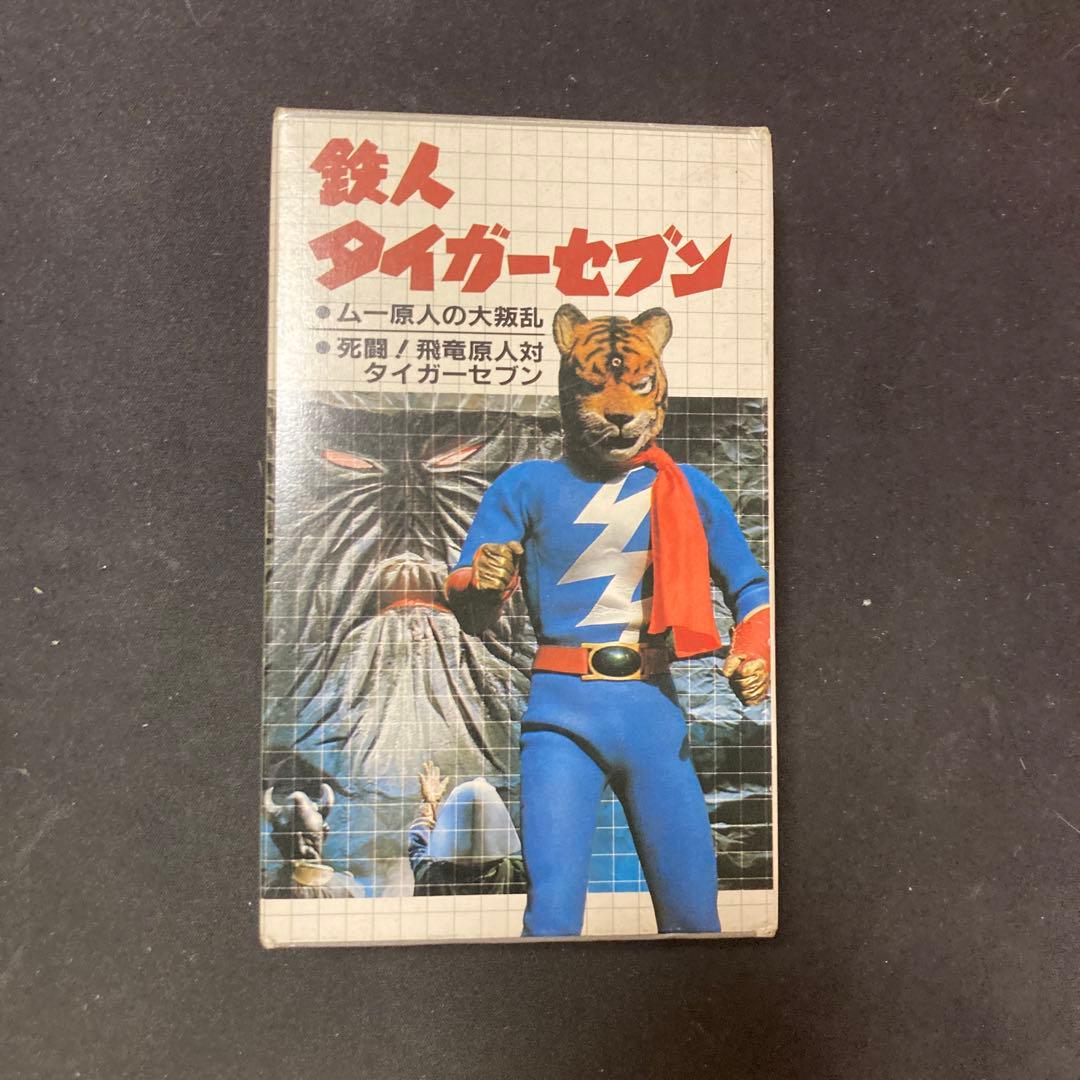 鉄人
タイガーセブン
●ムー原人の大叛乱
●死闘！飛竜原人対
タイガーセブン